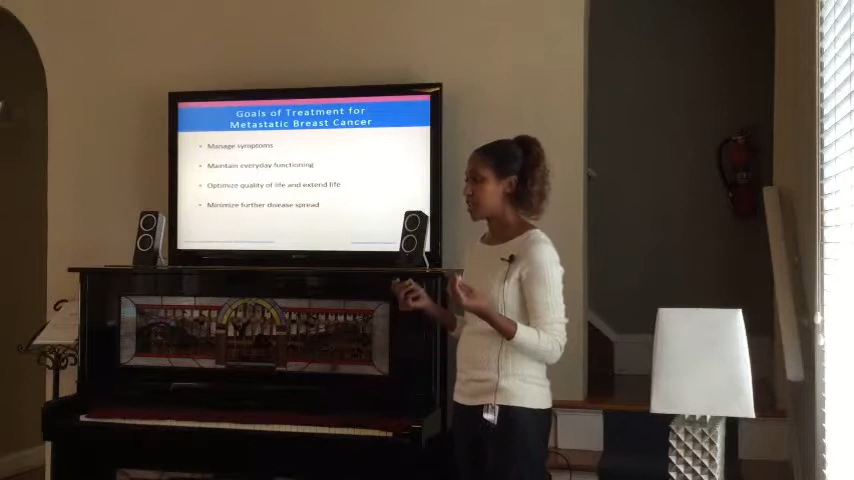 Goals of Treatment for
Metastatic Breast Cancer
• Manage symptoms
• Maintain everyday functioning
• Optimize quality of life and extend life
• Minimize further disease spread